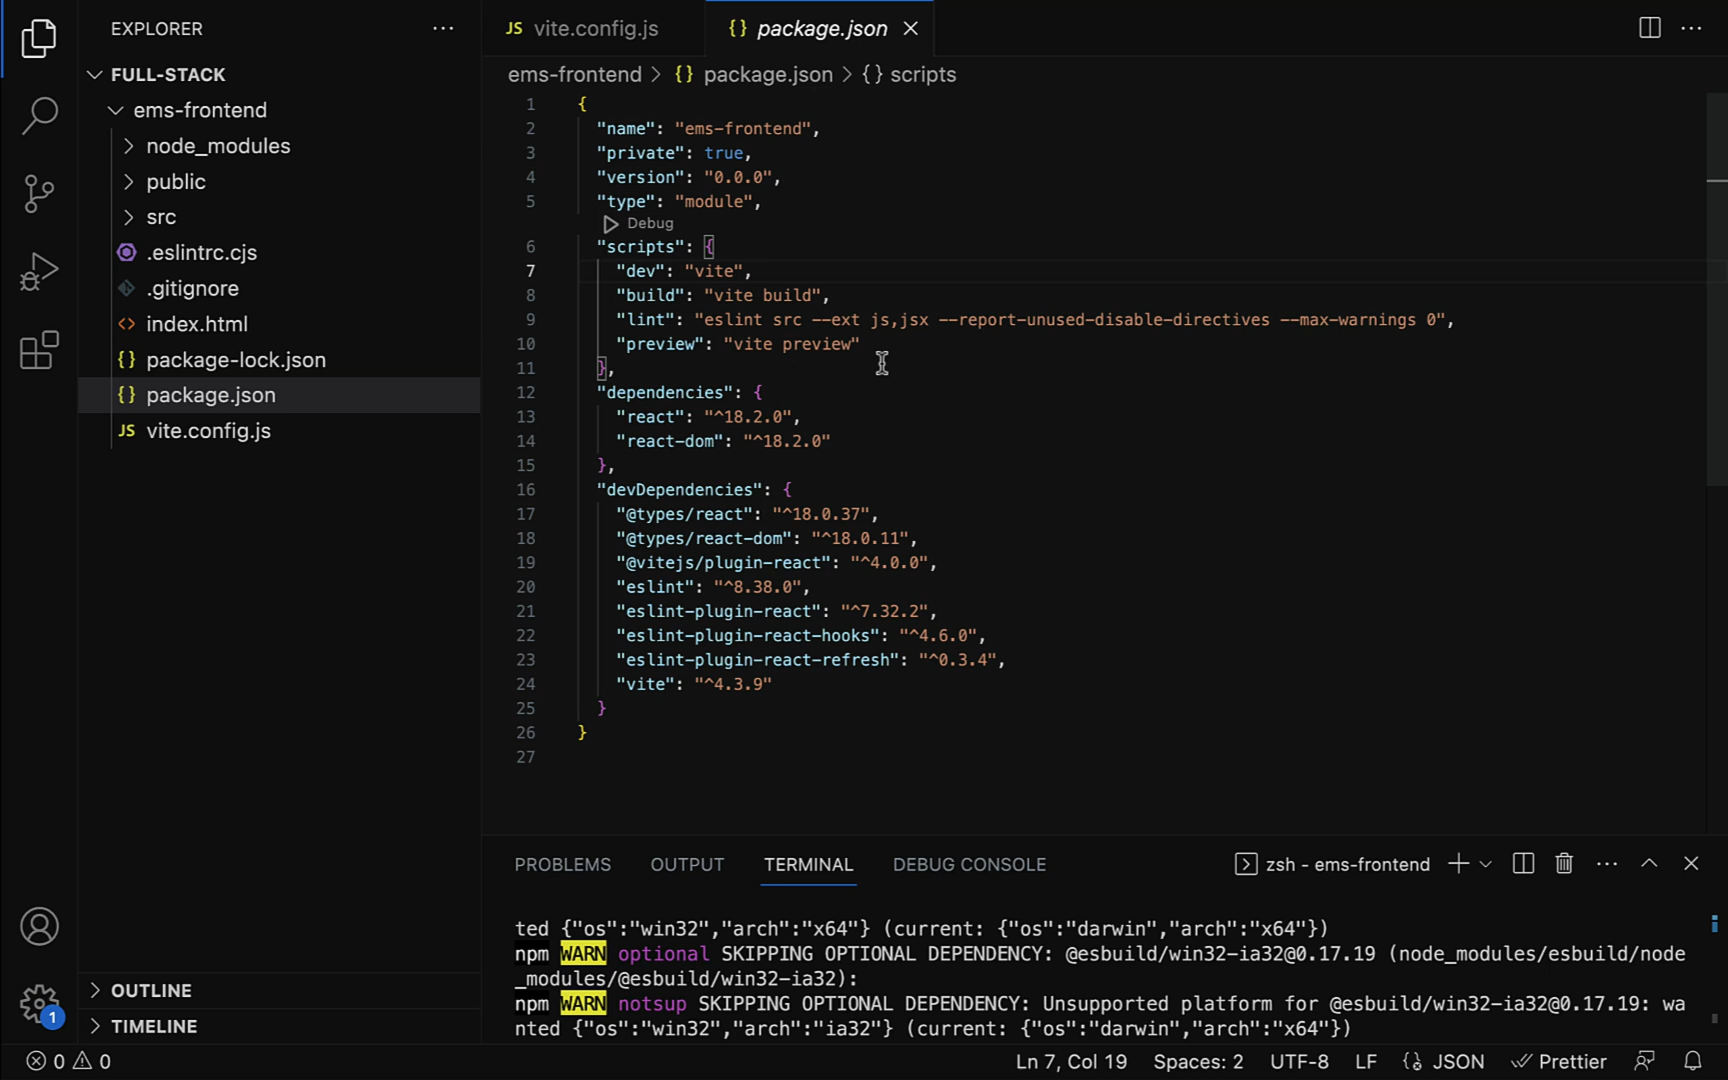 EXPLORER
FULL-STACK
ems-frontend
node_modules
public
src
.eslintrc.cjs
.gitignore
index.html
package-lock.json
package.json
vite.config.js
OUTLINE
TIMELINE
1
JS vite.config.js
{} package.json
ems-frontend > {} package.json > {} scripts
1 {
2 "name": "ems-frontend",
3 "private": true,
4 "version": "0.0.0",
5 "type": "module",
Debug
6 "scripts": {
7 "dev": "vite",
8 "build": "vite build",
9 "lint": "eslint src --ext js,jsx --report-unused-disable-directives --max-warnings 0",
10 "preview": "vite preview"
11 },
12 "dependencies": {
13 "react": "^18.2.0",
14 "react-dom": "^18.2.0"
15 },
16 "devDependencies": {
17 "@types/react": "^18.0.37",
18 "@types/react-dom": "^18.0.11",
19 "@vitejs/plugin-react": "^4.0.0",
20 "eslint": "^8.38.0",
21 "eslint-plugin-react": "^7.32.2",
22 "eslint-plugin-react-hooks": "^4.6.0",
23 "eslint-plugin-react-refresh": "^0.3.4",
24 "vite": "^4.3.9"
25 }
26 }
27
PROBLEMS OUTPUT TERMINAL DEBUG CONSOLE zsh - ems-frontend
ted {"os":"win32","arch":"x64"} (current: {"os":"darwin","arch":"x64"})
npm WARN optional SKIPPING OPTIONAL DEPENDENCY: @esbuild/win32-ia32@0.17.19 (node_modules/esbuild/node
_modules/@esbuild/win32-ia32):
npm WARN notsup SKIPPING OPTIONAL DEPENDENCY: Unsupported platform for @esbuild/win32-ia32@0.17.19: wa
nted {"os":"win32","arch":"ia32"} (current: {"os":"darwin","arch":"x64"})
0 0 Ln 7, Col 19 Spaces: 2 UTF-8 LF {} JSON Prettier